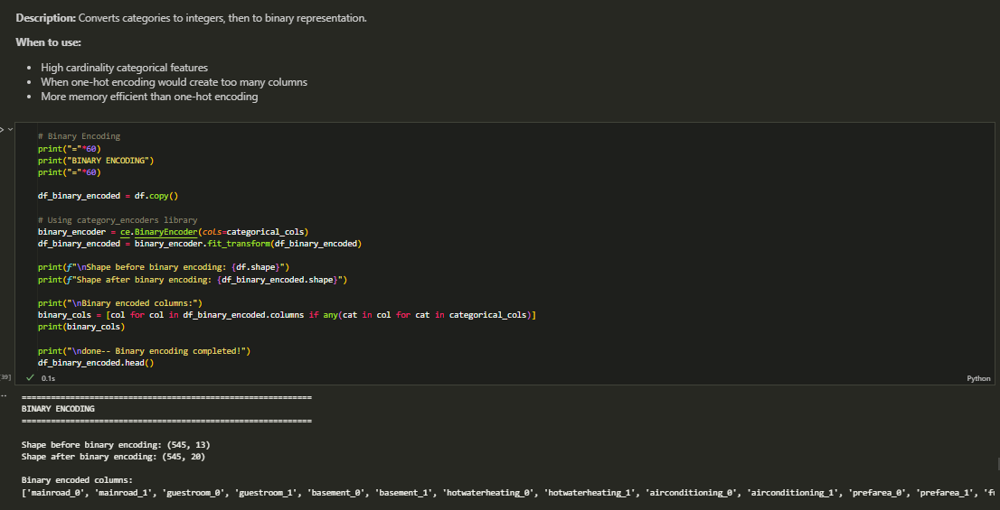 Description: Converts categories to integers, then to binary representation.
When to use:
• High cardinality categorical features
• When one-hot encoding would create too many columns
• More memory efficient than one-hot encoding
# Binary Encoding
print("="*60)
print("BINARY ENCODING")
print("="*60)
df_binary_encoded = df.copy()
# Using category_encoders library
binary_encoder = ce.BinaryEncoder(cols=categorical_cols)
df_binary_encoded = binary_encoder.fit_transform(df_binary_encoded)
print(f"\nShape before binary encoding: {df.shape}")
print(f"Shape after binary encoding: {df_binary_encoded.shape}")
print("\nBinary encoded columns:")
binary_cols = [col for col in df_binary_encoded.columns if any(cat in col for cat in categorical_cols)]
print(binary_cols)
print("\ndone-- Binary encoding completed!")
df_binary_encoded.head()
39]
0.1s
Python
============================================================
BINARY ENCODING
============================================================
Shape before binary encoding: (545, 13)
Shape after binary encoding: (545, 20)
Binary encoded columns:
['mainroad_0', 'mainroad_1', 'guestroom_0', 'guestroom_1', 'basement_0', 'basement_1', 'hotwaterheating_0', 'hotwaterheating_1', 'airconditioning_0', 'airconditioning_1', 'prefarea_0', 'prefarea_1',